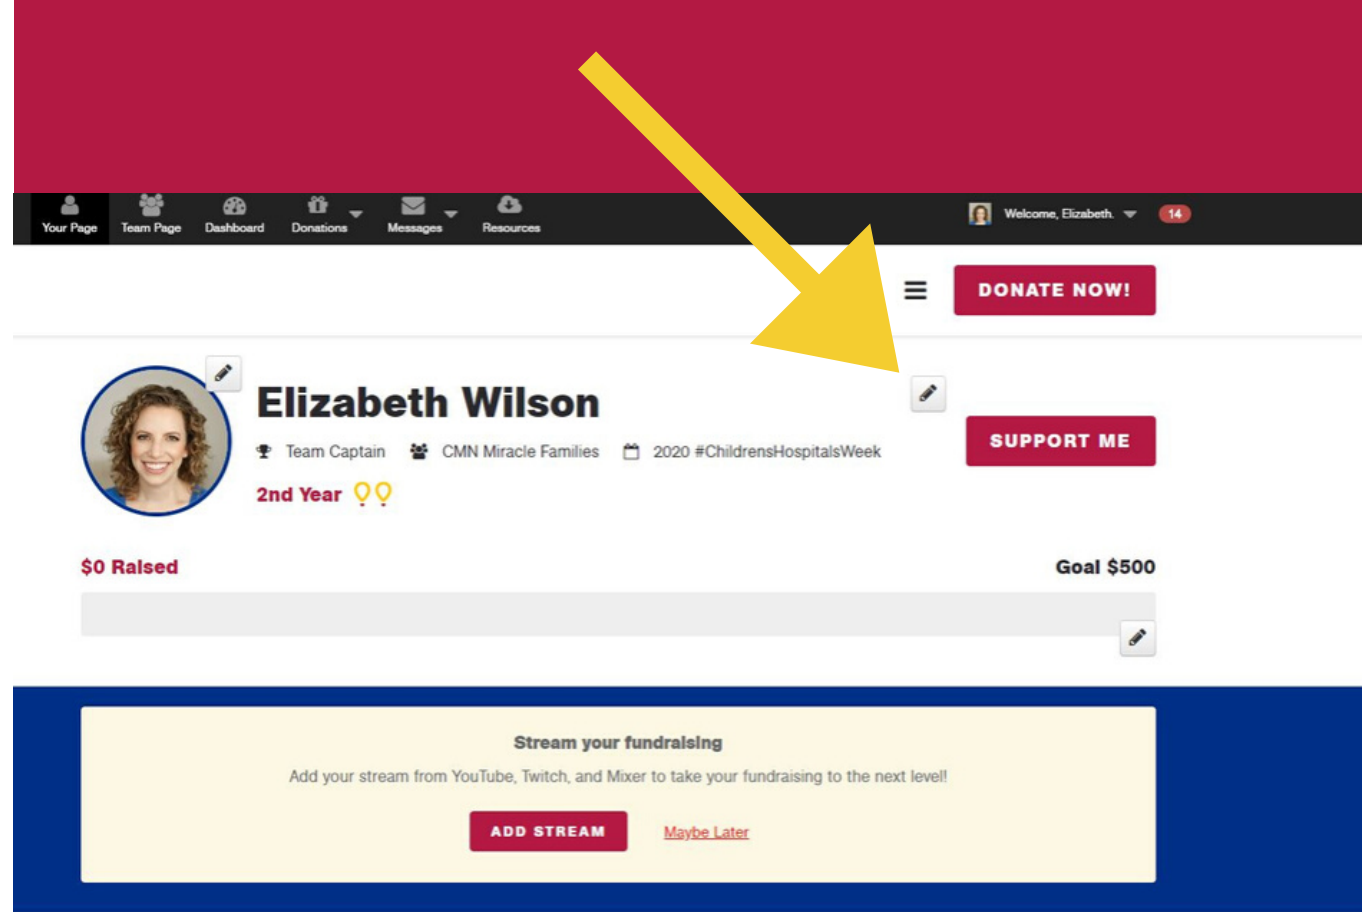 Your Page Team Page Dashboard Donations Messages Resources Welcome, Elizabeth. 14
DONATE NOW!
Elizabeth Wilson
Team Captain CMN Miracle Families 2020 #ChildrensHospitalsWeek
SUPPORT ME
2nd Year
$0 Raised Goal $500
Stream your fundraising
Add your stream from YouTube, Twitch, and Mixer to take your fundraising to the next level!
ADD STREAM Maybe Later